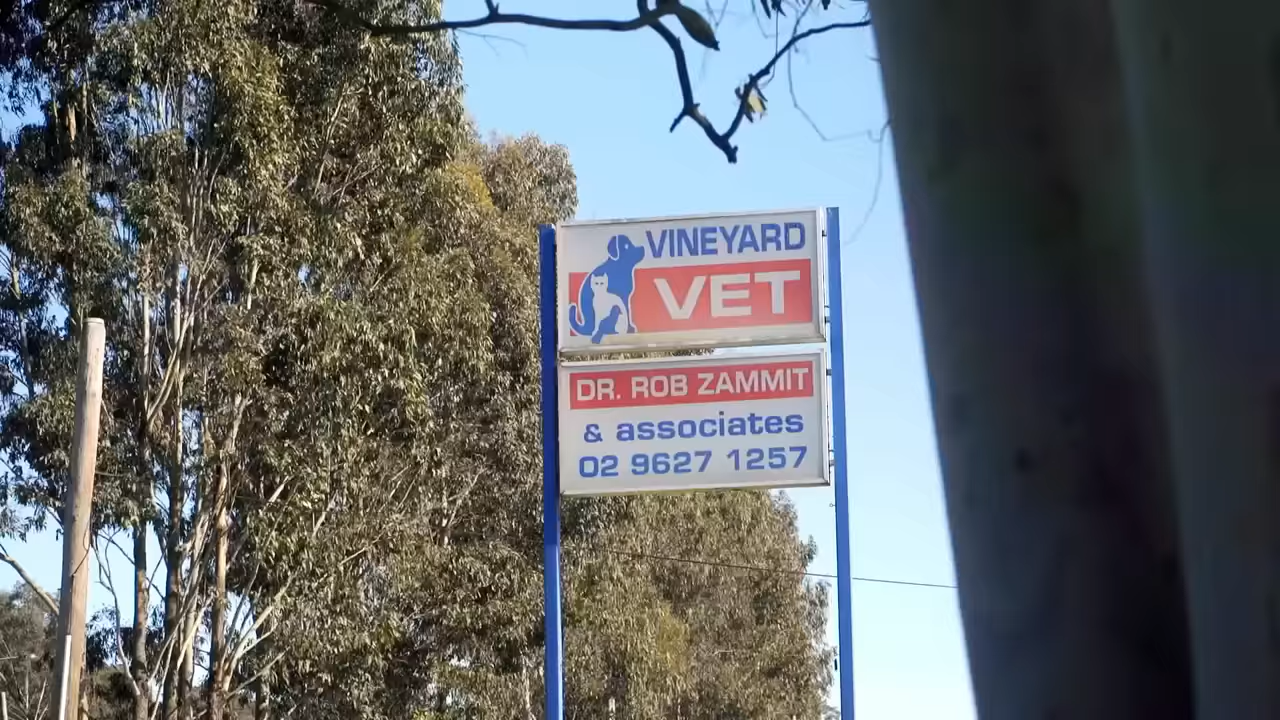 VINEYARD
VET
DR. ROB ZAMMIT
& associates
02 9627 1257